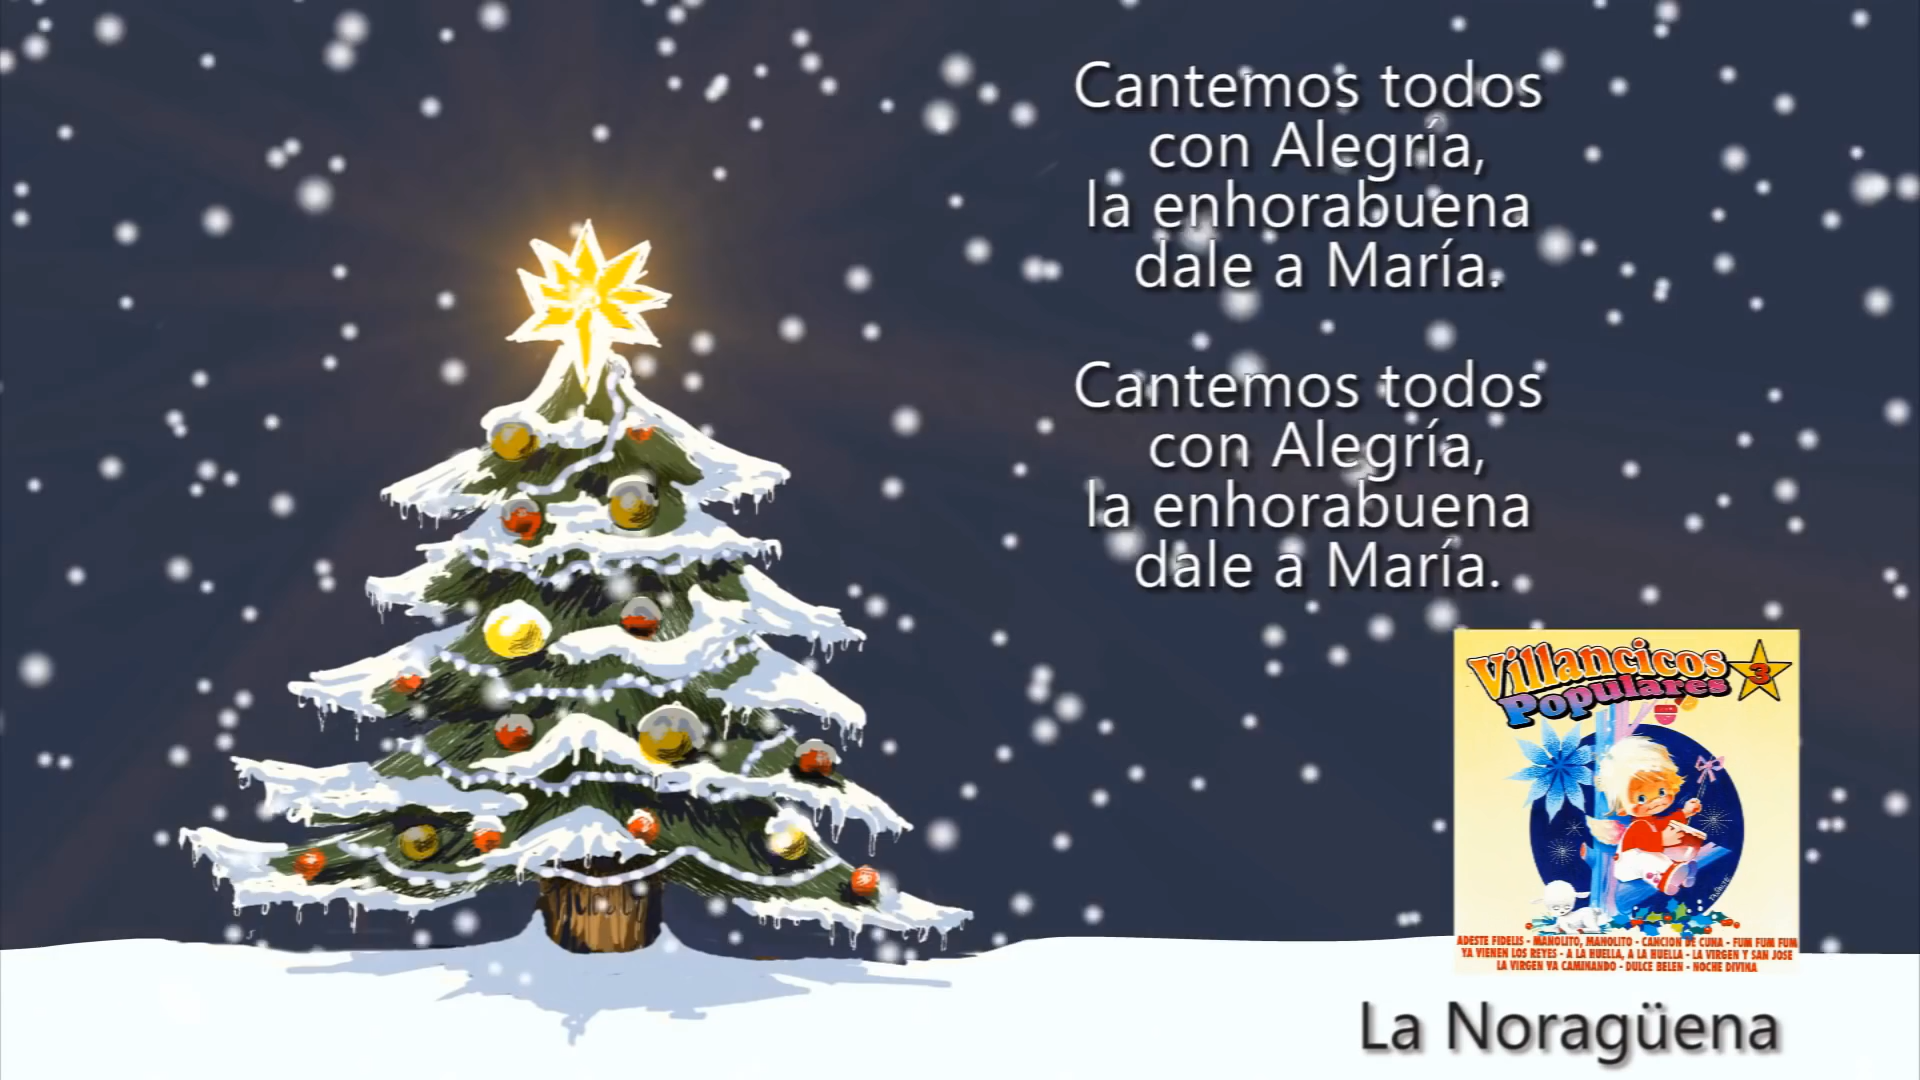 Cantemos todos
con Alegría,
la enhorabuena
dale a María.
Cantemos todos
con Alegría,
la enhorabuena
dale a María.
Villancicos
Populares
3
ADESTE FIDELIS - MANOLITO, MANOLITO - CANCION DE CUNA - FUM FUM FUM
YA VIENEN LOS REYES - A LA HUELLA, A LA HUELLA - LA VIRGEN Y SAN JOSE
LA VIRGEN VA CAMINANDO - DULCE BELEN - NOCHE DIVINA
La Noragüena